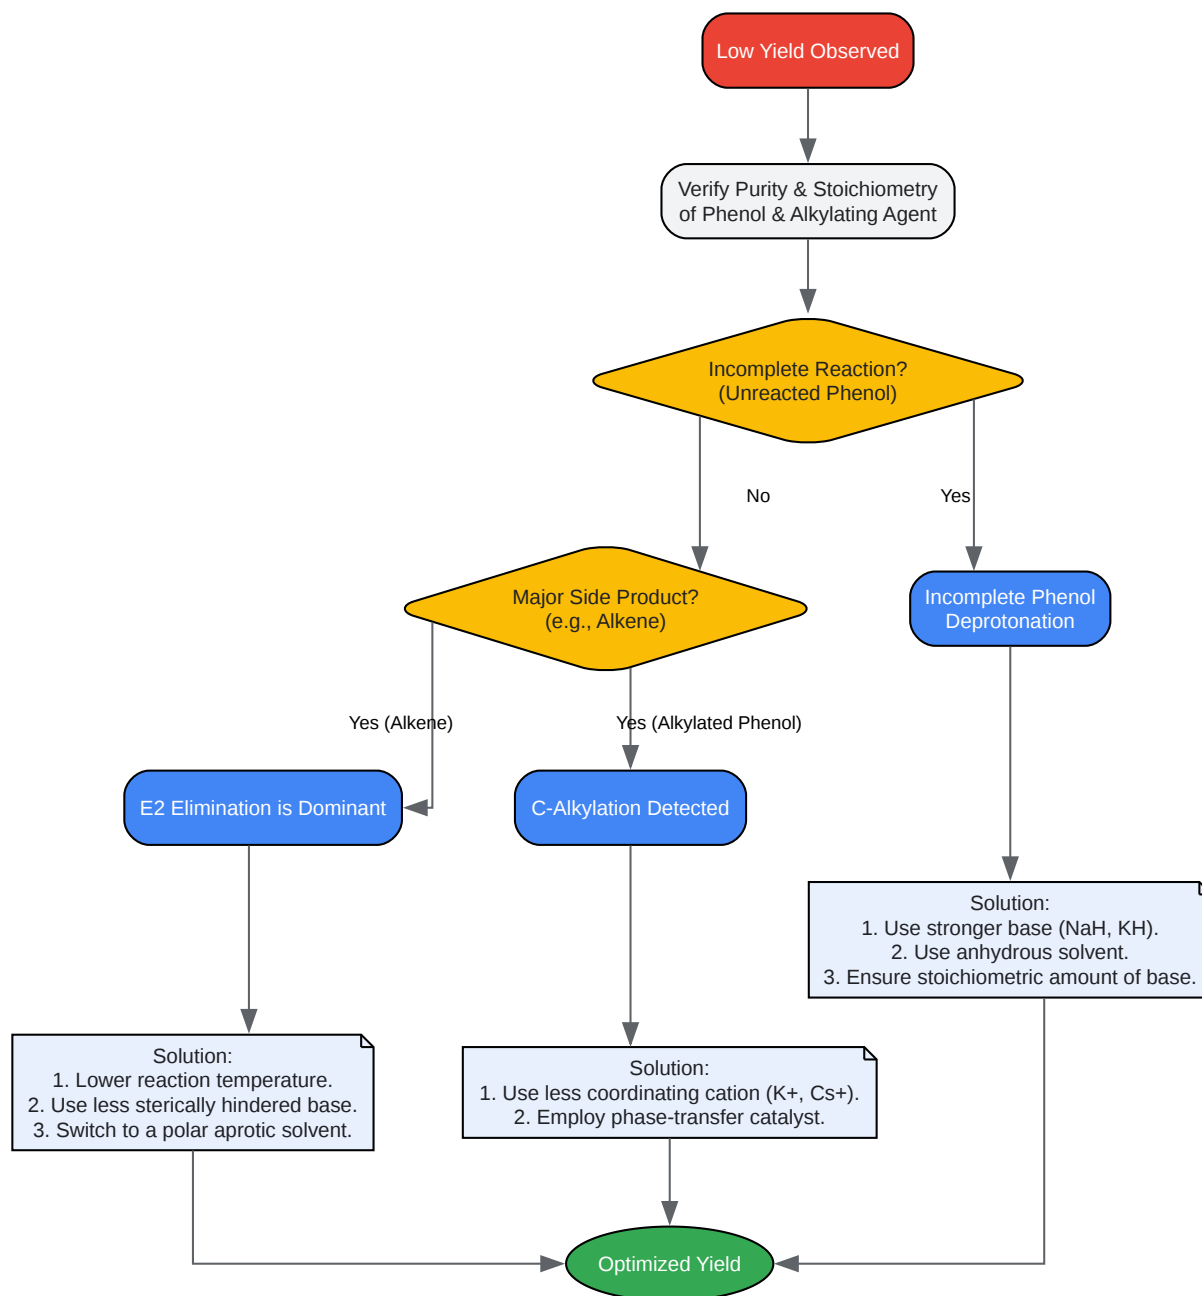 Low Yield Observed
Verify Purity & Stoichiometry
of Phenol & Alkylating Agent
Incomplete Reaction?
(Unreacted Phenol)
No
Yes
Major Side Product?
(e.g., Alkene)
Incomplete Phenol
Deprotonation
Yes (Alkene)
Yes (Alkylated Phenol)
E2 Elimination is Dominant
C-Alkylation Detected
Solution:
1. Use stronger base (NaH, KH).
2. Use anhydrous solvent.
3. Ensure stoichiometric amount of base.
Solution:
1. Lower reaction temperature.
2. Use less sterically hindered base.
3. Switch to a polar aprotic solvent.
Solution:
1. Use less coordinating cation (K+, Cs+).
2. Employ phase-transfer catalyst.
Optimized Yield